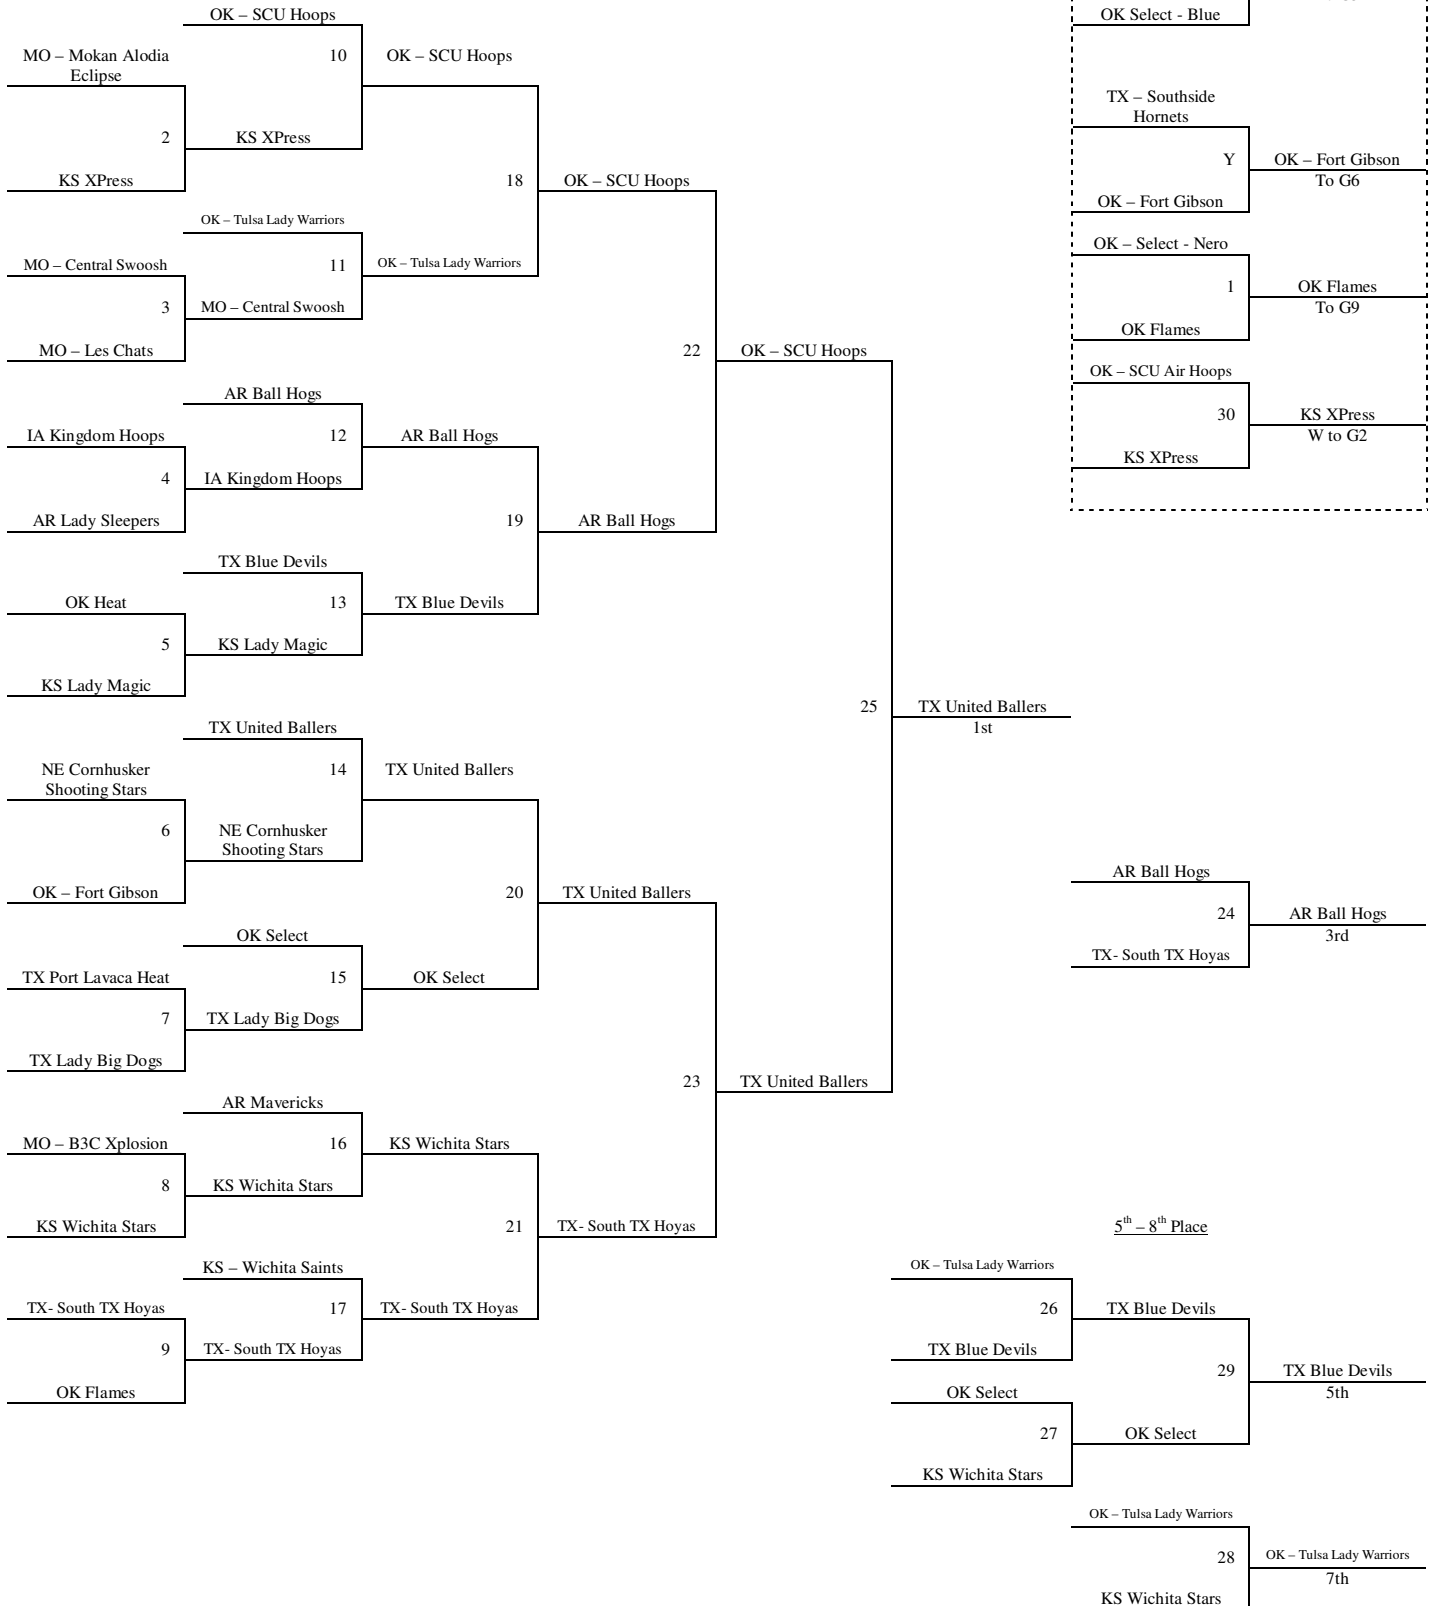 OK – SCU Hoops
OK Select - Blue
MO – Mokan Alodia
Eclipse
10
OK – SCU Hoops
TX – Southside
Hornets
2
KS XPress
Y
OK – Fort Gibson
KS XPress
18
OK – SCU Hoops
To G6
OK – Fort Gibson
OK – Tulsa Lady Warriors
OK – Select - Nero
MO – Central Swoosh
11
OK – Tulsa Lady Warriors
1
OK Flames
3
MO – Central Swoosh
To G9
OK Flames
MO – Les Chats
22
OK – SCU Hoops
OK – SCU Air Hoops
AR Ball Hogs
30
KS XPress
IA Kingdom Hoops
12
AR Ball Hogs
W to G2
KS XPress
4
IA Kingdom Hoops
AR Lady Sleepers
19
AR Ball Hogs
TX Blue Devils
OK Heat
13
TX Blue Devils
5
KS Lady Magic
KS Lady Magic
25
TX United Ballers
1st
TX United Ballers
NE Cornhusker
Shooting Stars
14
TX United Ballers
6
NE Cornhusker
Shooting Stars
AR Ball Hogs
OK – Fort Gibson
20
TX United Ballers
24
AR Ball Hogs
3rd
OK Select
TX- South TX Hoyas
TX Port Lavaca Heat
15
OK Select
7
TX Lady Big Dogs
TX Lady Big Dogs
23
TX United Ballers
AR Mavericks
MO – B3C Xplosion
16
KS Wichita Stars
8
KS Wichita Stars
KS Wichita Stars
21
TX- South TX Hoyas
5th – 8th Place
KS – Wichita Saints
OK – Tulsa Lady Warriors
TX- South TX Hoyas
17
TX- South TX Hoyas
26
TX Blue Devils
9
TX- South TX Hoyas
TX Blue Devils
29
TX Blue Devils
5th
OK Flames
OK Select
27
OK Select
KS Wichita Stars
OK – Tulsa Lady Warriors
28
OK – Tulsa Lady Warriors
7th
KS Wichita Stars